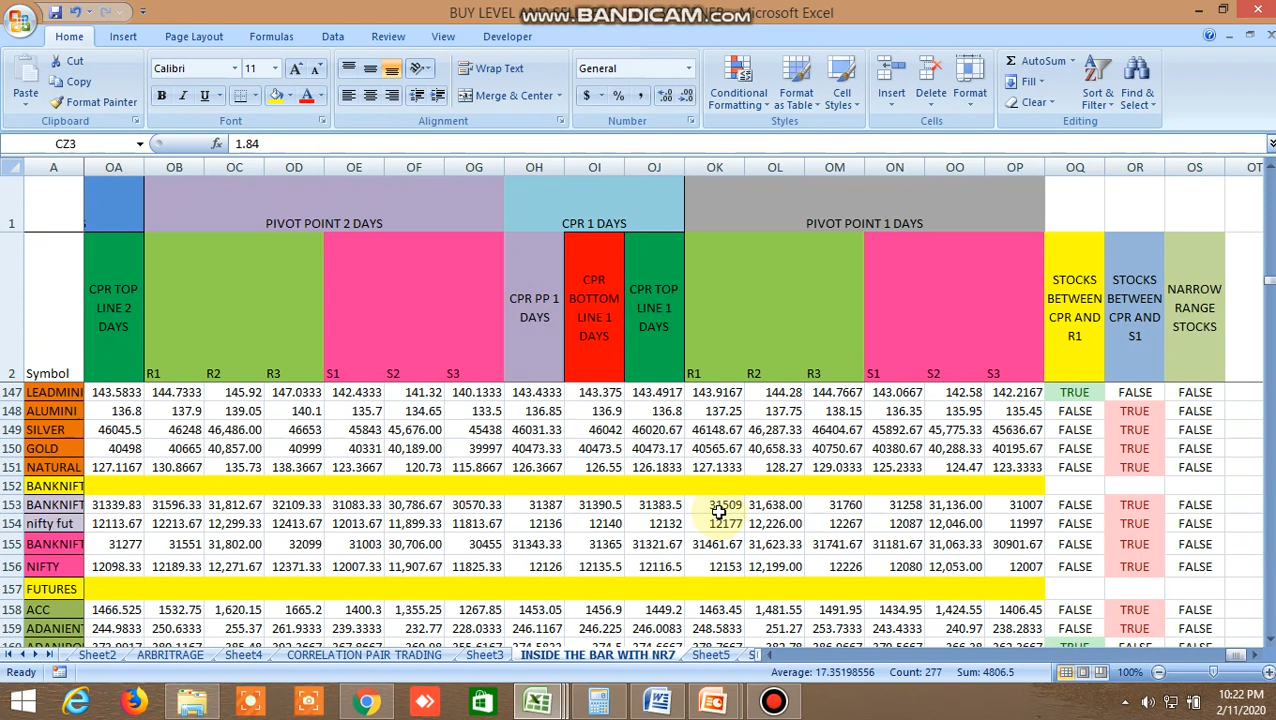 BUY LEVEL AND SEL
www.BANDICAM.com
- Microsoft Excel
Home Insert Page Layout Formulas Data Review View Developer
Paste Cut Copy Format Painter
Calibri 11
Wrap Text
Merge & Center
General
Conditional Formatting Format as Table Cell Styles
Insert Delete Format
AutoSum Fill Clear
Sort & Filter Find & Select
Clipboard Font Alignment Number Styles Cells Editing
CZ3 fx 1.84
A OA OB OC OD OE OF OG OH OI OJ OK OL OM ON OO OP OQ OR OS OT
1 S PIVOT POINT 2 DAYS CPR 1 DAYS PIVOT POINT 1 DAYS
2 Symbol CPR TOP LINE 2 DAYS R1 R2 R3 S1 S2 S3 CPR PP 1 DAYS CPR BOTTOM LINE 1 DAYS CPR TOP LINE 1 DAYS R1 R2 R3 S1 S2 S3 STOCKS BETWEEN CPR AND R1 STOCKS BETWEEN CPR AND S1 NARROW RANGE STOCKS
147 LEADMINI 143.5833 144.7333 145.92 147.0333 142.4333 141.32 140.1333 143.4333 143.375 143.4917 143.9167 144.28 144.7667 143.0667 142.58 142.2167 TRUE FALSE FALSE
148 ALUMINI 136.8 137.9 139.05 140.1 135.7 134.65 133.5 136.85 136.9 136.8 137.25 137.75 138.15 136.35 135.95 135.45 FALSE TRUE FALSE
149 SILVER 46045.5 46248 46,486.00 46653 45843 45,676.00 45438 46031.33 46042 46020.67 46148.67 46,287.33 46404.67 45892.67 45,775.33 45636.67 FALSE TRUE FALSE
150 GOLD 40498 40665 40,857.00 40331 40,189.00 39997 40473.33 40473.5 40473.17 40565.67 40,658.33 40750.67 40380.67 40,288.33 40195.67 FALSE TRUE FALSE
151 NATURAL 127.1167 130.8667 135.73 138.3667 123.3667 120.73 115.8667 126.3667 126.55 126.1833 127.1333 128.27 129.0333 125.2333 124.47 123.3333 FALSE TRUE FALSE
152 BANKNIFT
153 BANKNIFT 31339.83 31596.33 31,812.67 32109.33 31083.33 30,786.67 30570.33 31387 31390.5 31383.5 31509 31,638.00 31760 31258 31,136.00 31007 FALSE TRUE FALSE
154 nifty fut 12113.67 12213.67 12,299.33 12413.67 12013.67 11,899.33 11813.67 12136 12140 12132 12177 12,226.00 12267 12087 12,046.00 11997 FALSE TRUE FALSE
155 BANKNIFT 31277 31551 31,802.00 32099 31003 30,706.00 30455 31343.33 31365 31321.67 31461.67 31,623.33 31741.67 31181.67 31,063.33 30901.67 FALSE TRUE FALSE
156 NIFTY 12098.33 12189.33 12,271.67 12371.33 12007.33 11,907.67 11825.33 12126 12135.5 12116.5 12153 12,199.00 12226 12080 12,053.00 12007 FALSE TRUE FALSE
157 FUTURES
158 ACC 1466.525 1532.75 1,620.15 1665.2 1400.3 1,355.25 1267.85 1453.05 1456.9 1449.2 1463.45 1,481.55 1491.95 1434.95 1,424.55 1406.45 FALSE TRUE FALSE
159 ADANIENT 244.9833 250.6333 255.37 261.9333 239.3333 232.77 228.0333 246.1167 246.225 246.0083 248.5833 251.27 253.7333 243.4333 240.97 238.2833 FALSE TRUE FALSE
Sheet2 ARBITRAGE Sheet4 CORRELATION PAIR TRADING Sheet3 INSIDE THE BAR WITH NR7 Sheet5
Ready Average: 17.35198556 Count: 277 Sum: 4806.5 100%
10:22 PM
2/11/2020